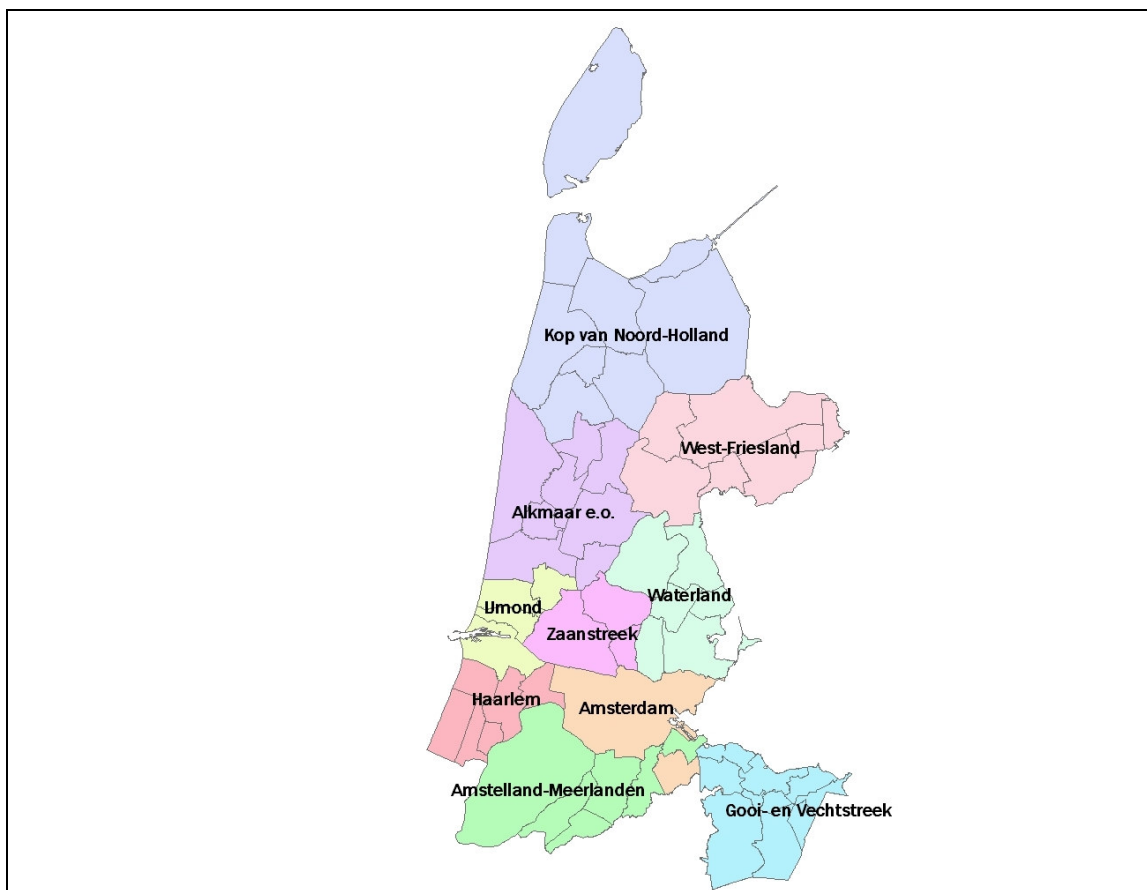 Kop van Noord-Holland
West-Friesland
Alkmaar e.o.
Waterland
IJmond
Zaanstreek
Haarlem
Amsterdam
Amstelland-Meerlanden
Gooi- en Vechtstreek